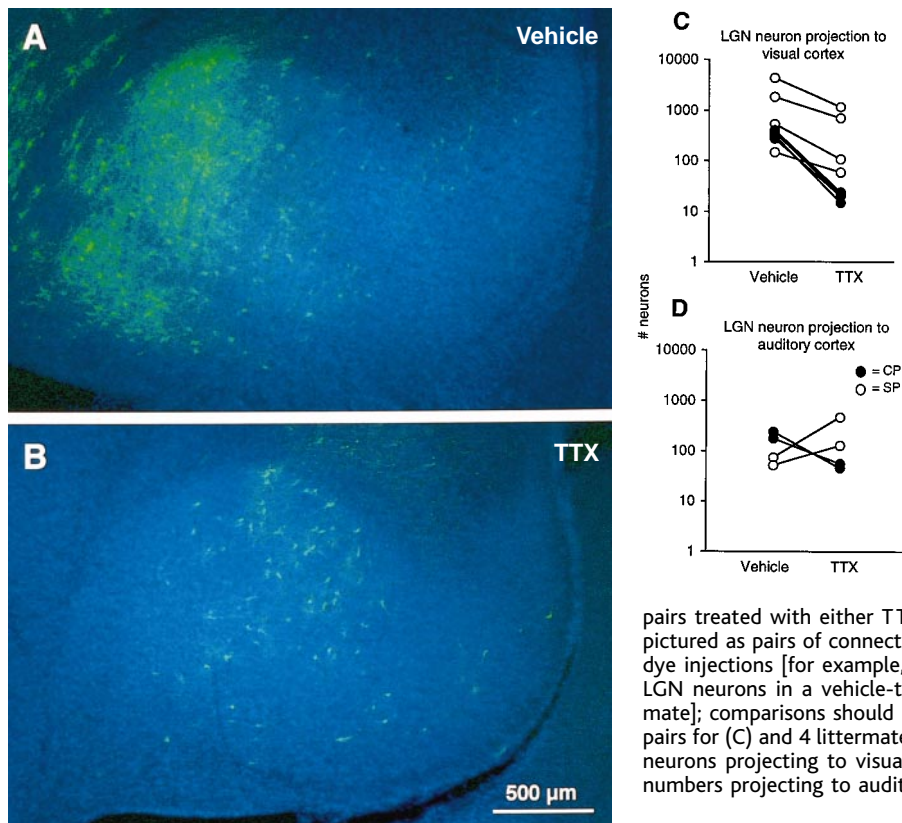 A
Vehicle
B
TTX
500 µm
C
LGN neuron projection to
visual cortex
10000
1000
100
10
1
Vehicle TTX
# neurons
D
LGN neuron projection to
auditory cortex
10000
● = CP
○ = SP
1000
100
10
1
Vehicle TTX
pairs treated with either TT
pictured as pairs of connect
dye injections [for example,
LGN neurons in a vehicle-t
mate]; comparisons should
pairs for (C) and 4 littermate
neurons projecting to visua
numbers projecting to audit